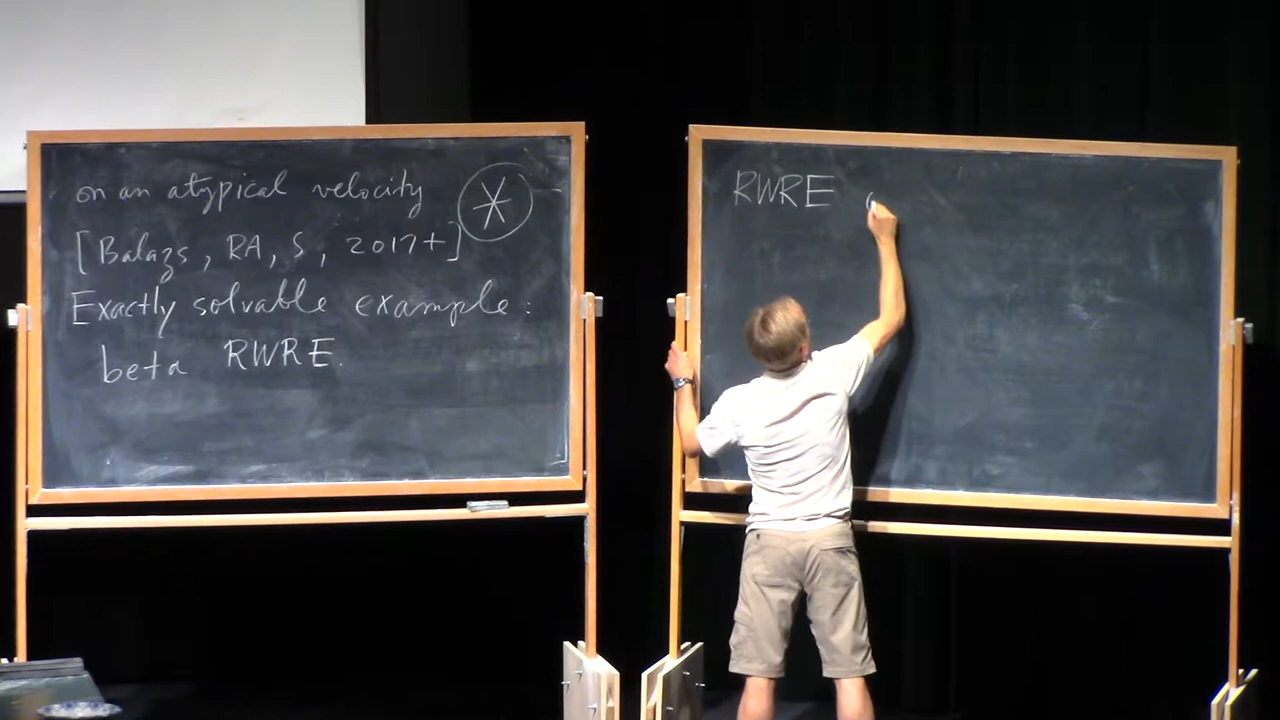 on an atypical velocity *
[Balazs, RA, S, 2017+]
Exactly solvable example:
beta RWRE.
RWRE